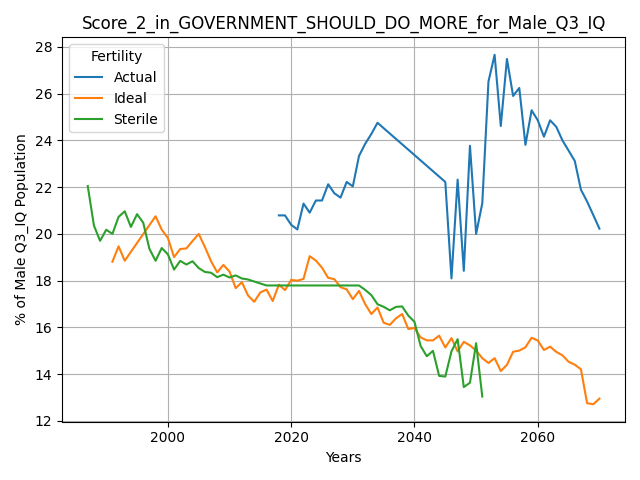 Score_2_in_GOVERNMENT_SHOULD_DO_MORE_for_Male_Q3_IQ
Fertility
Actual
Ideal
Sterile
% of Male Q3_IQ Population
28
26
24
22
20
18
16
14
12
2000 2020 2040 2060
Years